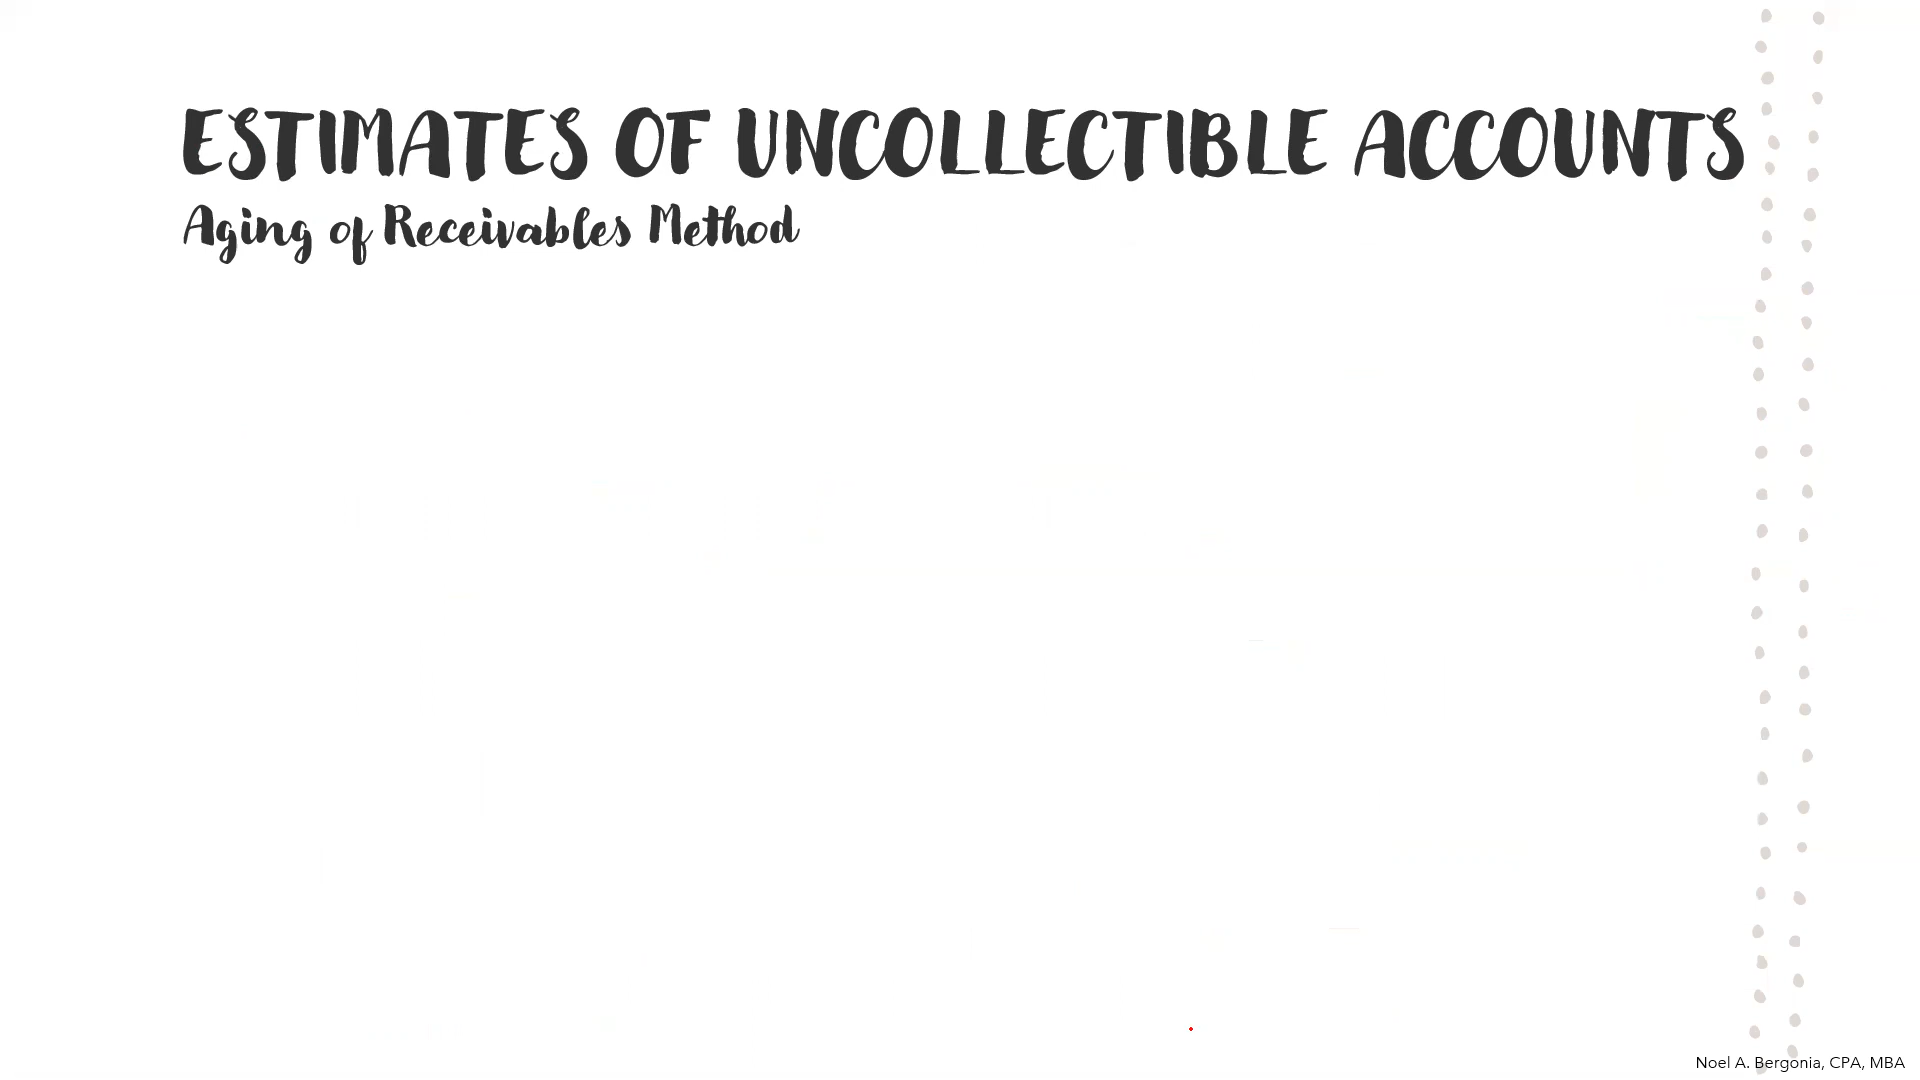 ESTIMATES OF UNCOLLECTIBLE ACCOUNTS
Aging of Receivables Method
Noel A. Bergonia, CPA, MBA